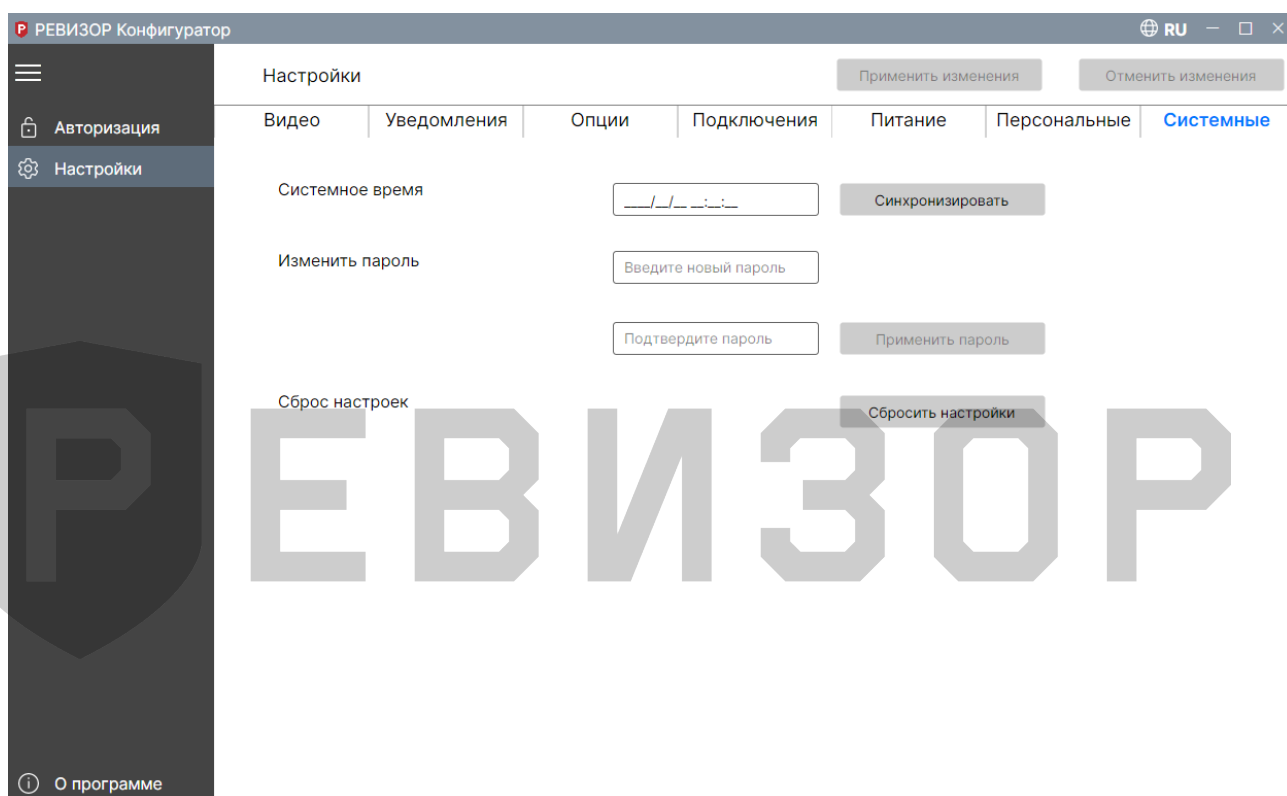 РЕВИЗОР Конфигуратор RU
Настройки Применить изменения Отменить изменения
Авторизация
Настройки
Видео Уведомления Опции Подключения Питание Персональные Системные
Системное время ____/__/__ __:__:__ Синхронизировать
Изменить пароль Введите новый пароль
Подтвердите пароль Применить пароль
Сброс настроек Сбросить настройки
Р РЕВИЗОР
О программе